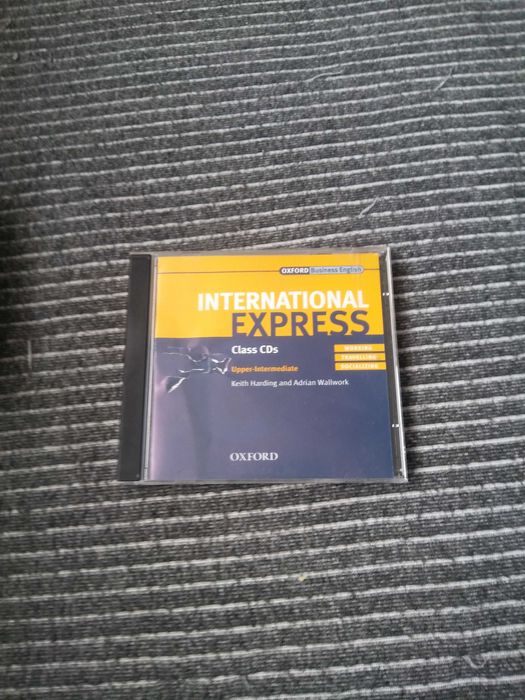 OXFORD Business English
INTERNATIONAL
EXPRESS
Class CDs
WORKING
TRAVELLING
SOCIALIZING
Upper-Intermediate
Keith Harding and Adrian Wallwork
OXFORD